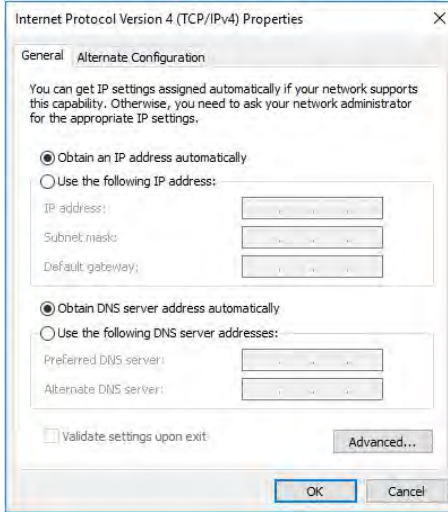 Internet Protocol Version 4 (TCP/IPv4) Properties
General
Alternate Configuration
You can get IP settings assigned automatically if your network supports
this capability. Otherwise, you need to ask your network administrator
for the appropriate IP settings.
Obtain an IP address automatically
Use the following IP address:
IP address:
Subnet mask:
Default gateway:
Obtain DNS server address automatically
Use the following DNS server addresses:
Preferred DNS server:
Alternate DNS server:
Validate settings upon exit
Advanced...
OK
Cancel